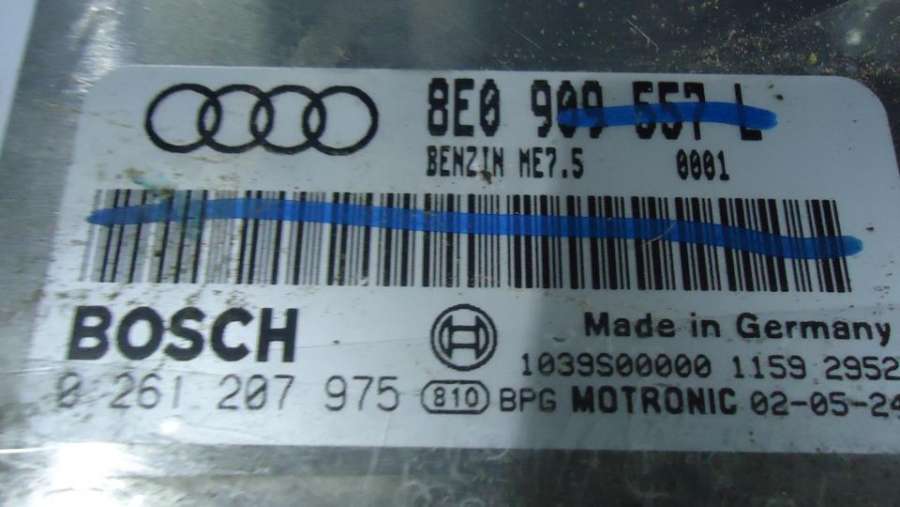 8E0 909 557 L
BENZIN ME7.5 0001
BOSCH
Made in Germany
1039S00000 1159 2952
0 261 207 975 810 BPG MOTRONIC 02-05-24